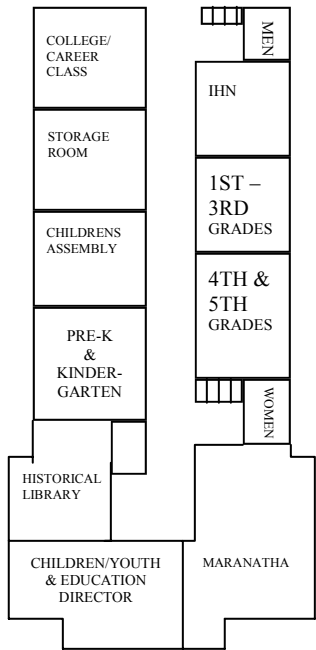 COLLEGE/
CAREER
CLASS
STORAGE
ROOM
CHILDRENS
ASSEMBLY
PRE-K
&
KINDER-
GARTEN
HISTORICAL
LIBRARY
CHILDREN/YOUTH
& EDUCATION
DIRECTOR
MEN
IHN
1ST –
3RD
GRADES
4TH &
5TH
GRADES
WOMEN
MARANATHA